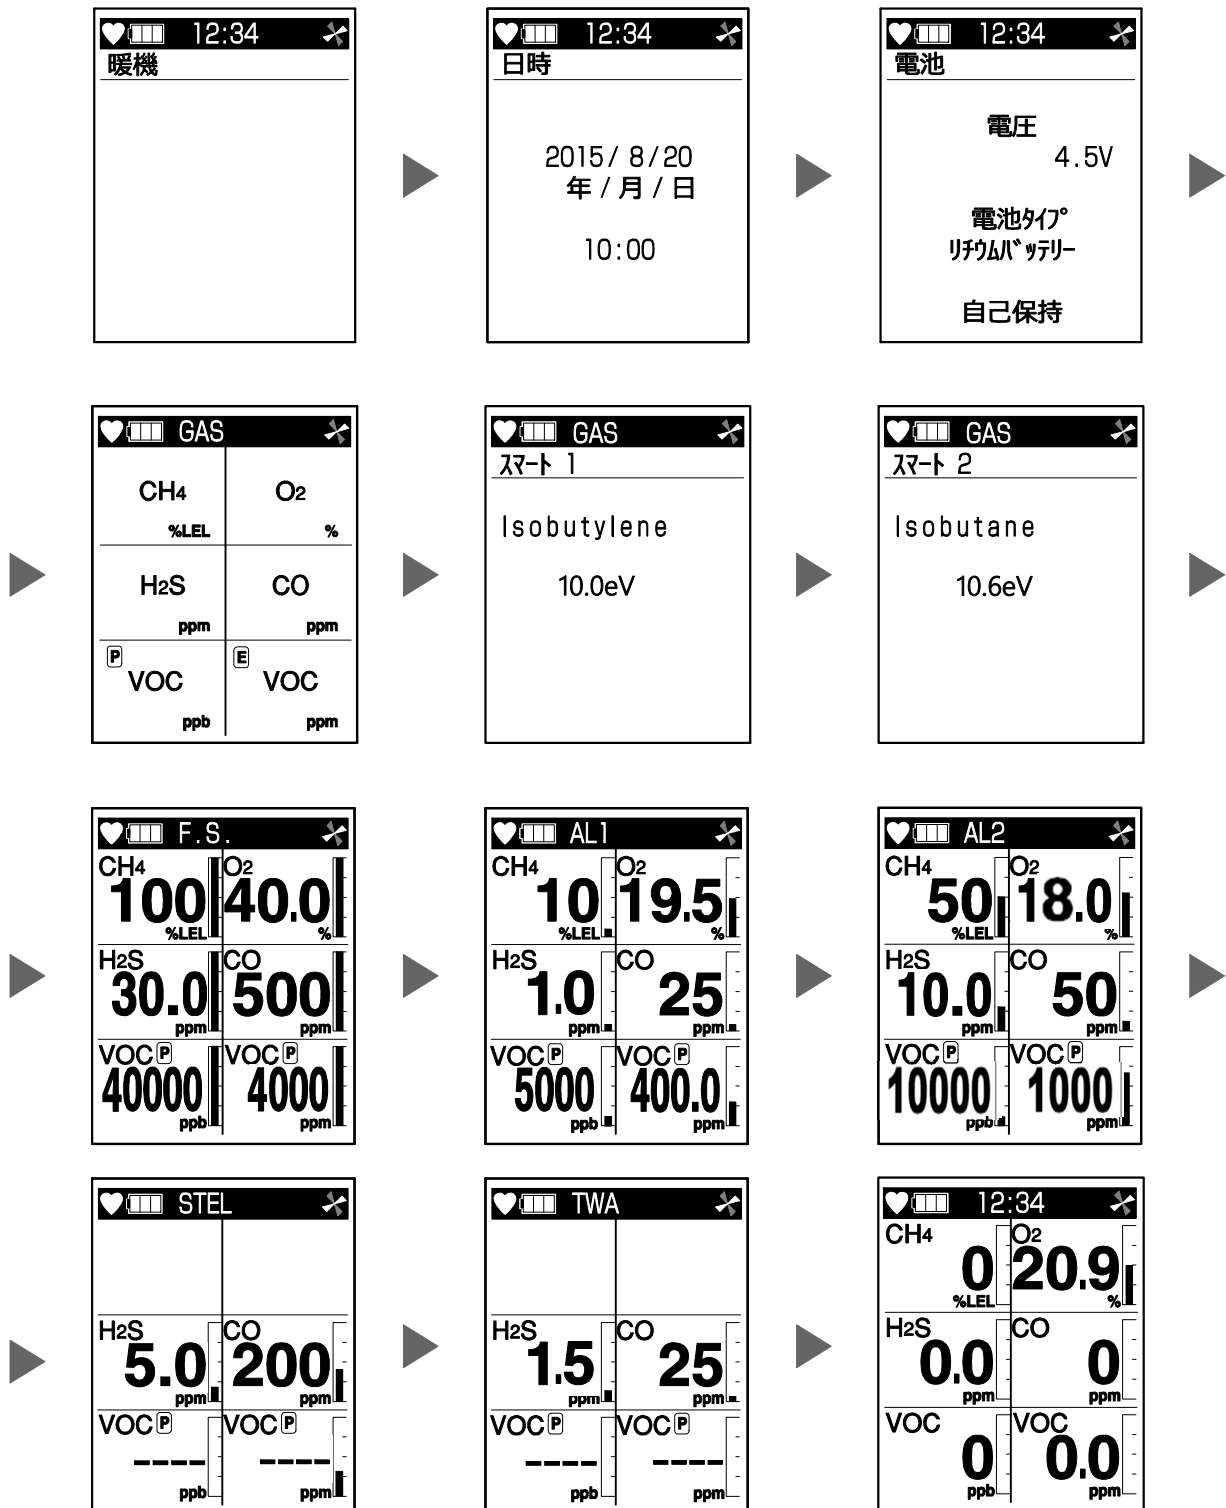 12:34
暖機
12:34
日時
2015/ 8/20
年 / 月 / 日
10:00
12:34
電池
電圧
4.5V
電池ﾀｲﾌﾟ
ﾘﾁｳﾑﾊﾞｯﾃﾘｰ
自己保持
GAS
CH4
%LEL
O2
%
H2S
ppm
CO
ppm
P
VOC
ppb
E
VOC
ppm
GAS
ｽﾏｰﾄ 1
Isobutylene
10.0eV
GAS
ｽﾏｰﾄ 2
Isobutane
10.6eV
F.S.
CH4
100
%LEL
O2
40.0
%
H2S
30.0
ppm
CO
500
ppm
VOC P
40000
ppb
VOC P
4000
ppm
AL1
CH4
10
%LEL
O2
19.5
%
H2S
1.0
ppm
CO
25
ppm
VOC P
5000
ppb
VOC P
400.0
ppm
AL2
CH4
50
%LEL
O2
18.0
%
H2S
10.0
ppm
CO
50
ppm
VOC P
10000
ppb
VOC P
1000
ppm
STEL
H2S
5.0
ppm
CO
200
ppm
VOC P
----
ppb
VOC P
----
ppm
TWA
H2S
1.5
ppm
CO
25
ppm
VOC P
----
ppb
VOC P
----
ppm
12:34
CH4
0
%LEL
O2
20.9
%
H2S
0.0
ppm
CO
0
ppm
VOC
0
ppb
VOC
0.0
ppm